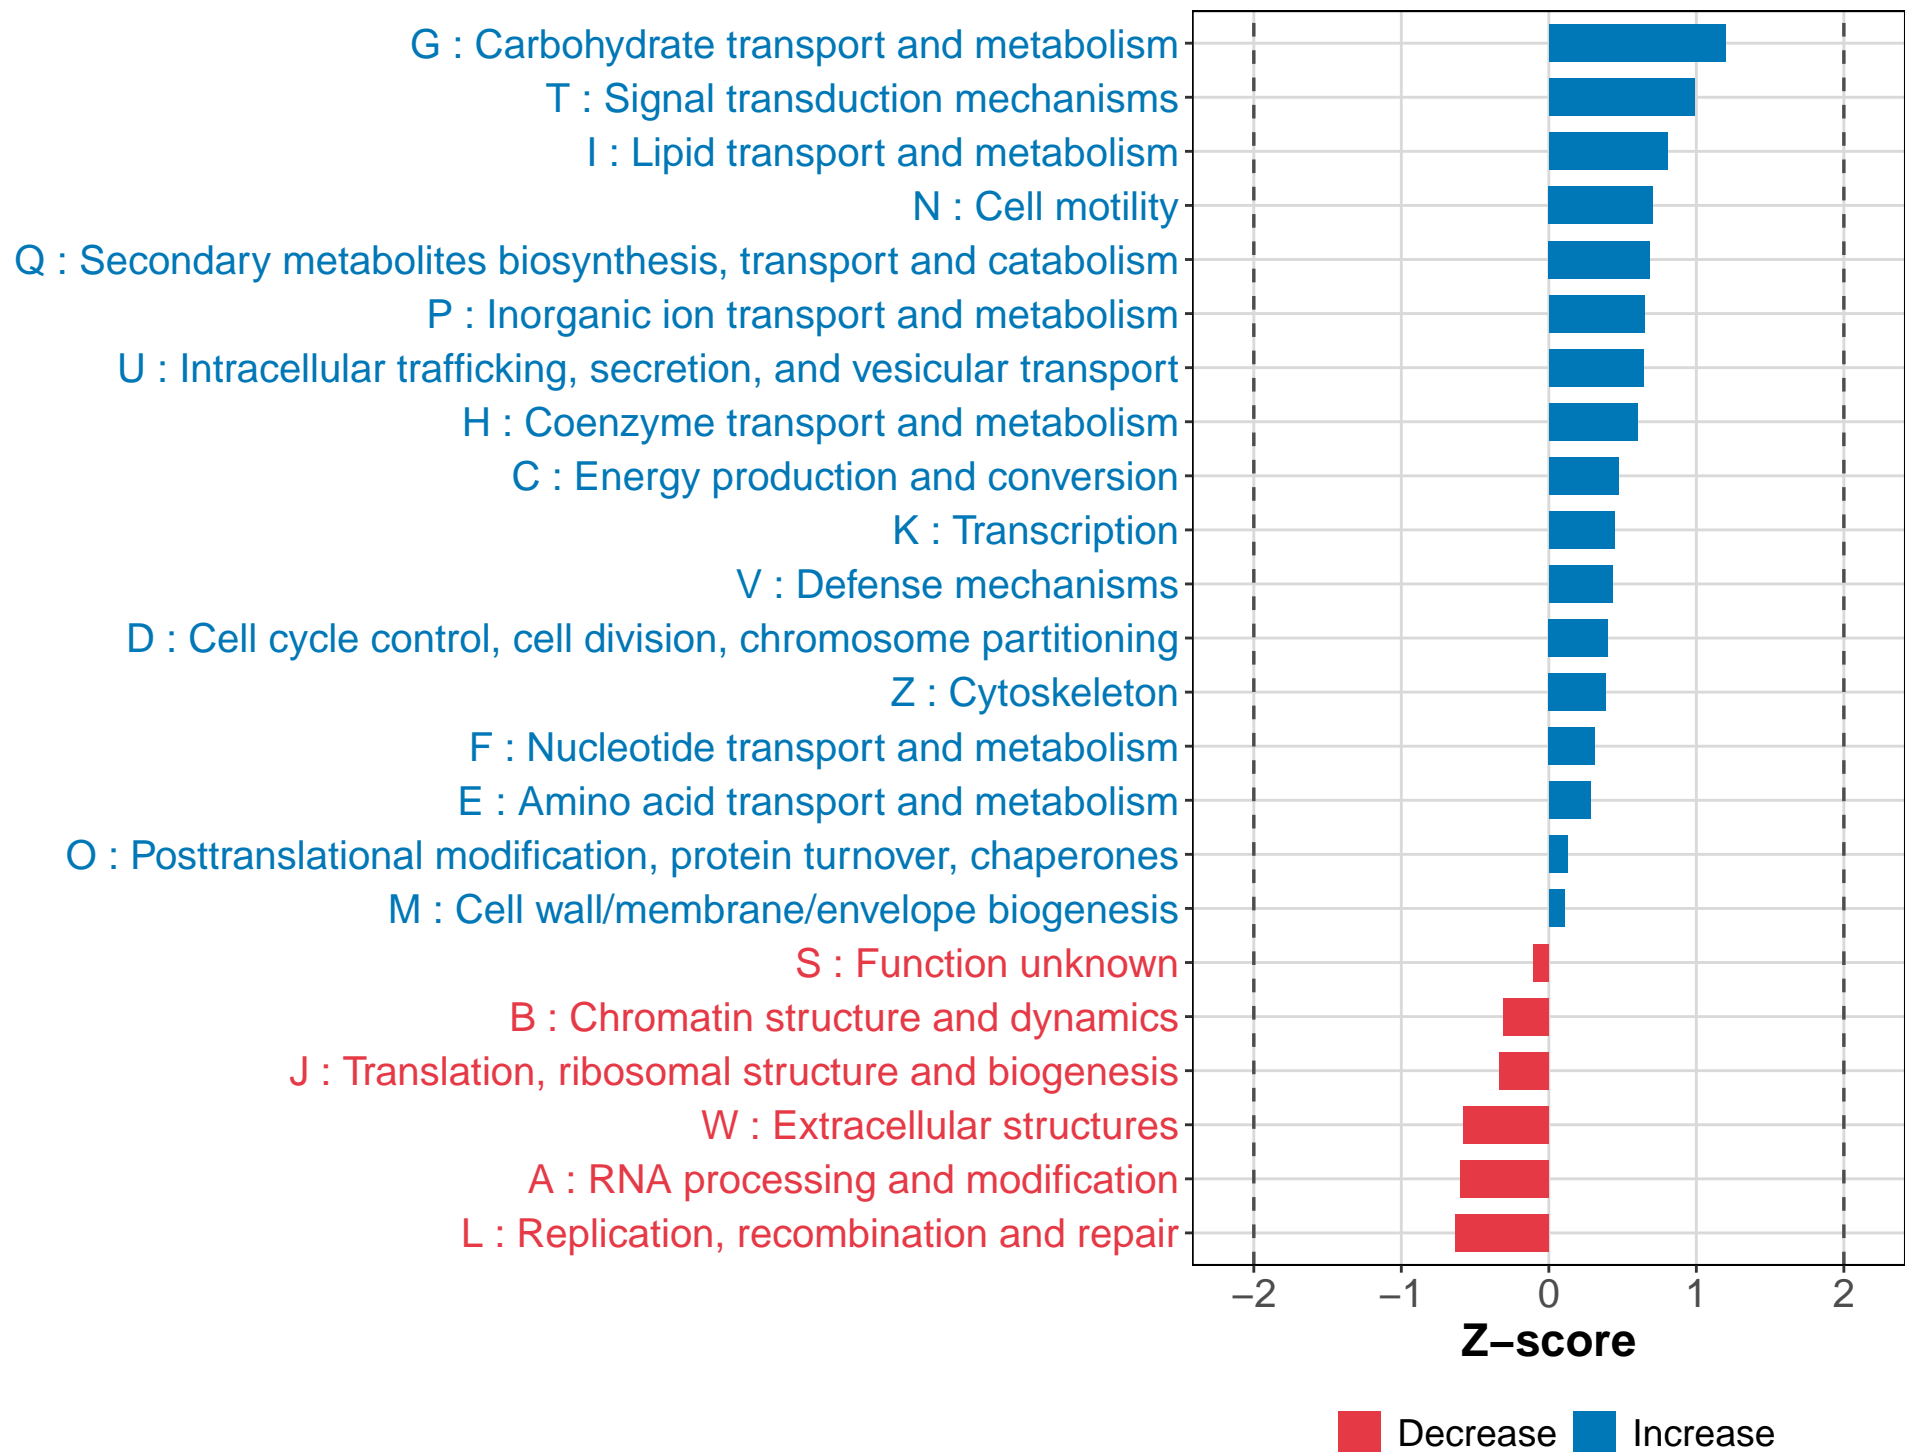 G : Carbohydrate transport and metabolism
T : Signal transduction mechanisms
I : Lipid transport and metabolism
N : Cell motility
Q : Secondary metabolites biosynthesis, transport and catabolism
P : Inorganic ion transport and metabolism
U : Intracellular trafficking, secretion, and vesicular transport
H : Coenzyme transport and metabolism
C : Energy production and conversion
K : Transcription
V : Defense mechanisms
D : Cell cycle control, cell division, chromosome partitioning
Z : Cytoskeleton
F : Nucleotide transport and metabolism
E : Amino acid transport and metabolism
O : Posttranslational modification, protein turnover, chaperones
M : Cell wall/membrane/envelope biogenesis
S : Function unknown
B : Chromatin structure and dynamics
J : Translation, ribosomal structure and biogenesis
W : Extracellular structures
A : RNA processing and modification
L : Replication, recombination and repair
−2 −1 0 1 2
Z−score
Decrease Increase